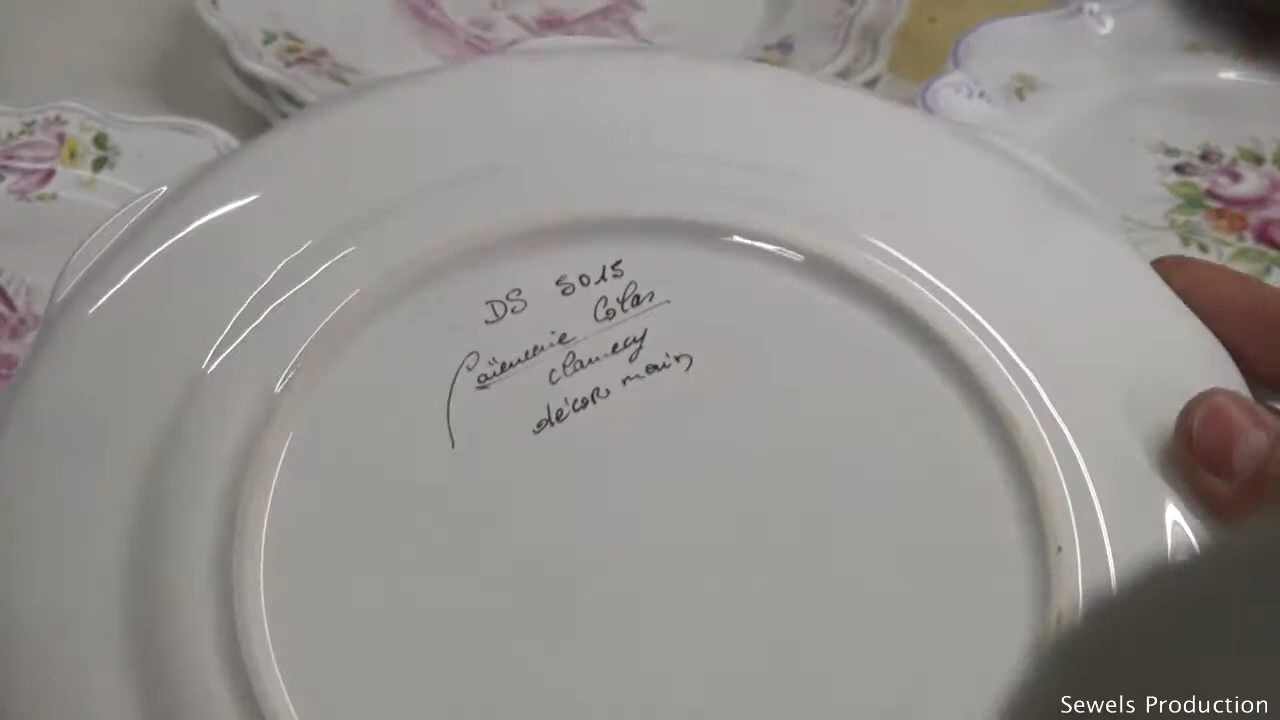 DS 5015
faïencerie Colas
clamecy
décor main
Sewels Production